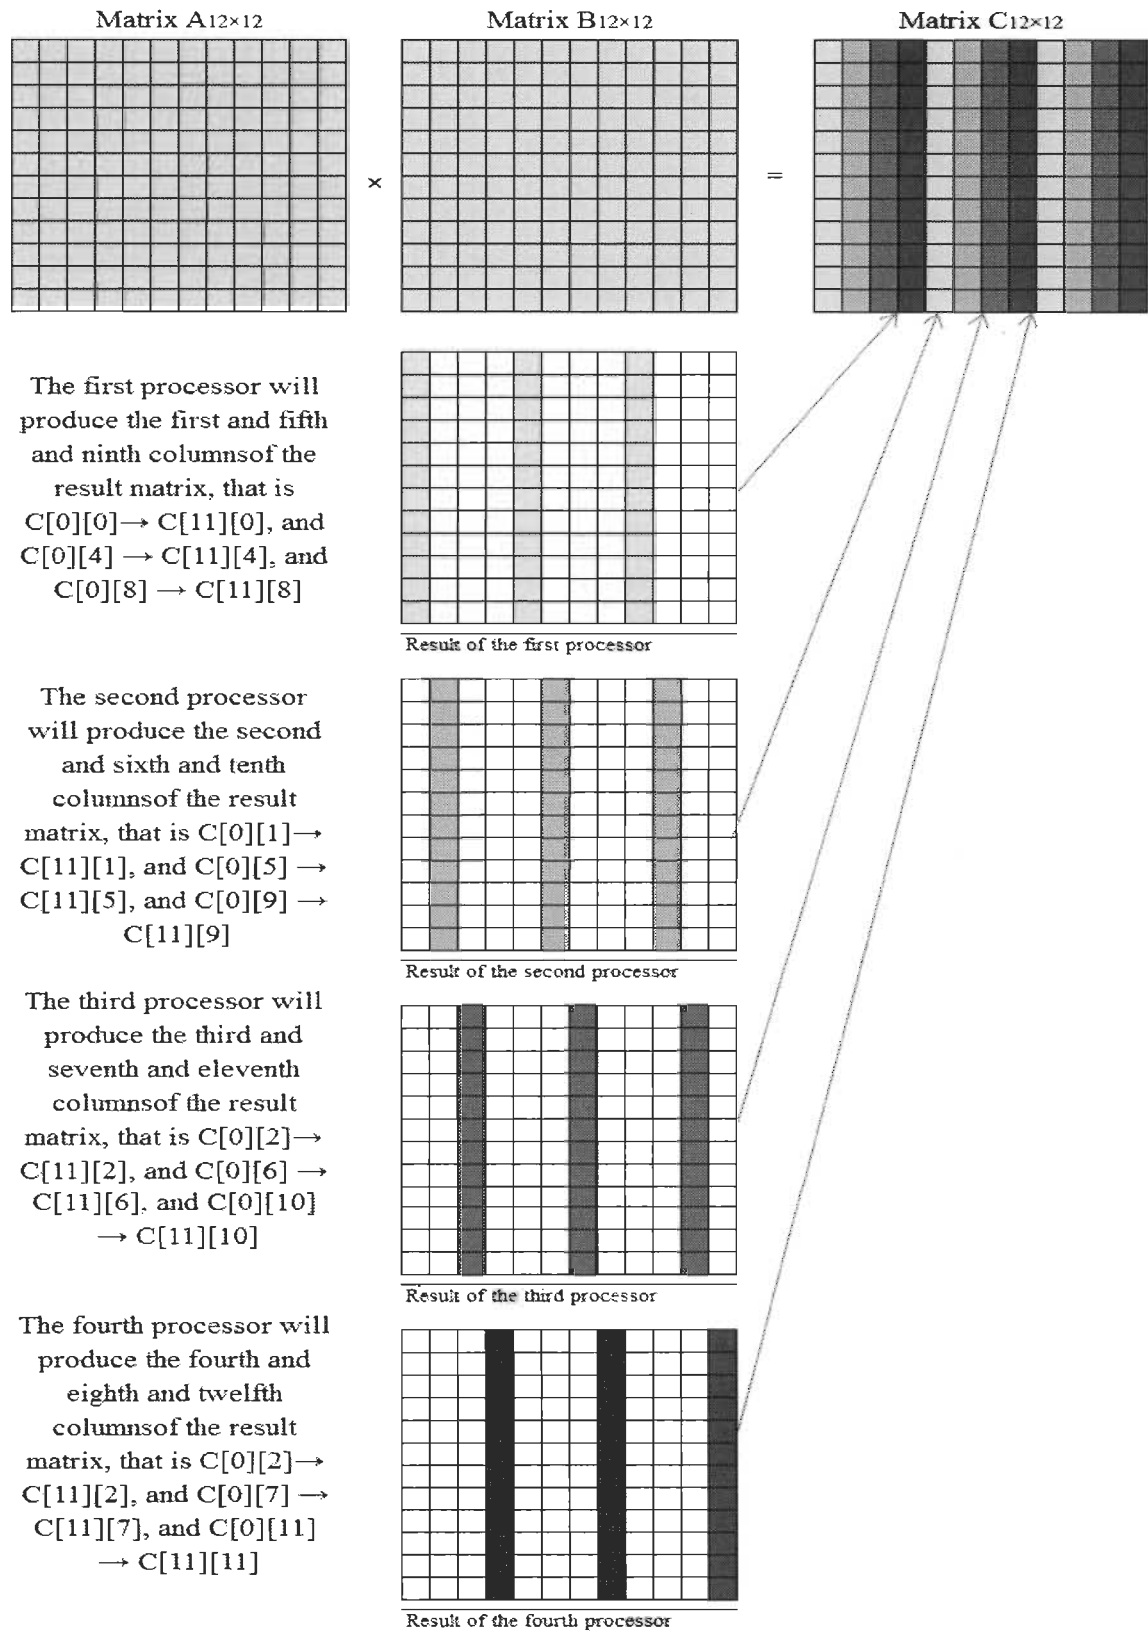 Matrix A12×12
Matrix B12×12
Matrix C12×12
×
=
The first processor will
produce the first and fifth
and ninth columnsof the
result matrix, that is
C[0][0]→ C[11][0], and
C[0][4] → C[11][4], and
C[0][8] → C[11][8]
Result of the first processor
The second processor
will produce the second
and sixth and tenth
columnsof the result
matrix, that is C[0][1]→
C[11][1], and C[0][5] →
C[11][5], and C[0][9] →
C[11][9]
Result of the second processor
The third processor will
produce the third and
seventh and eleventh
columnsof the result
matrix, that is C[0][2]→
C[11][2], and C[0][6] →
C[11][6], and C[0][10]
→ C[11][10]
Result of the third processor
The fourth processor will
produce the fourth and
eighth and twelfth
columnsof the result
matrix, that is C[0][2]→
C[11][2], and C[0][7] →
C[11][7], and C[0][11]
→ C[11][11]
Result of the fourth processor